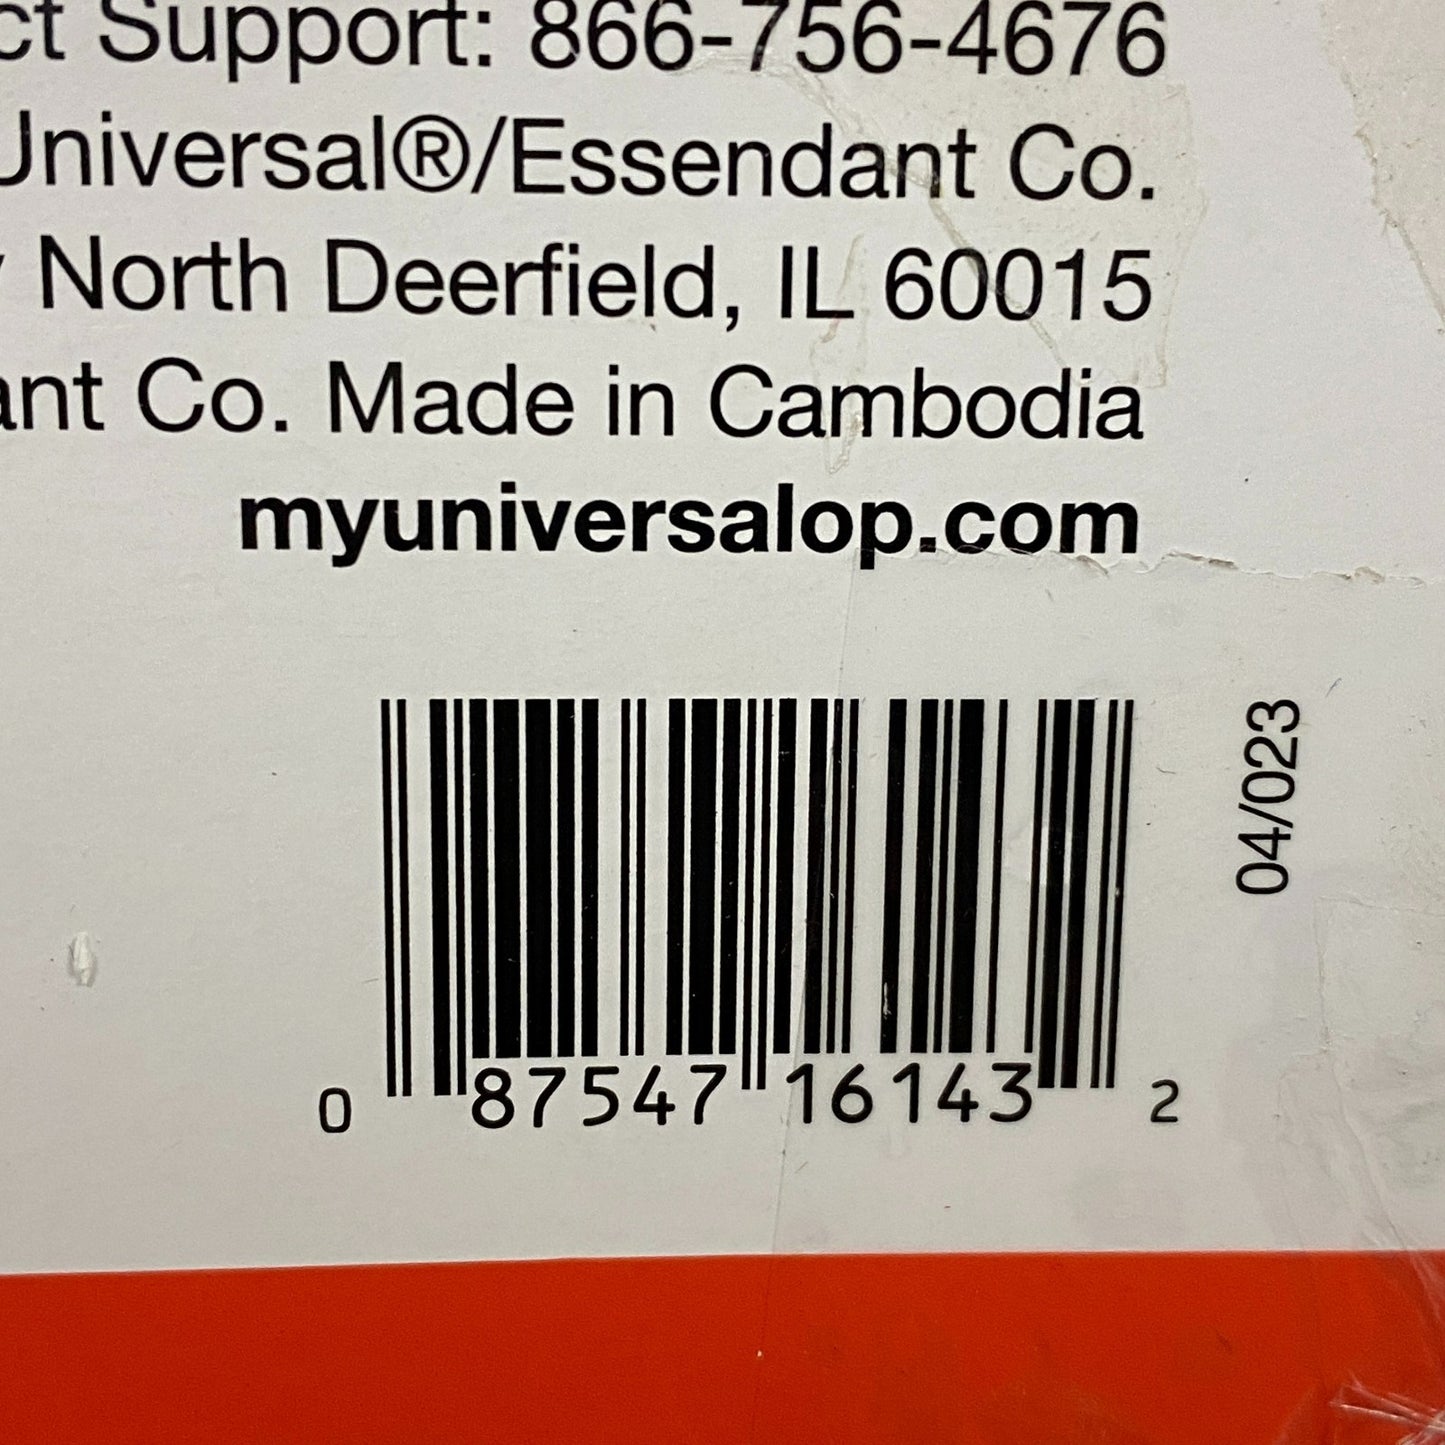 ct Support: 866-756-4676
Universal®/Essendant Co.
North Deerfield, IL 60015
ant Co. Made in Cambodia
myuniversalop.com
04/023
0 87547 16143 2